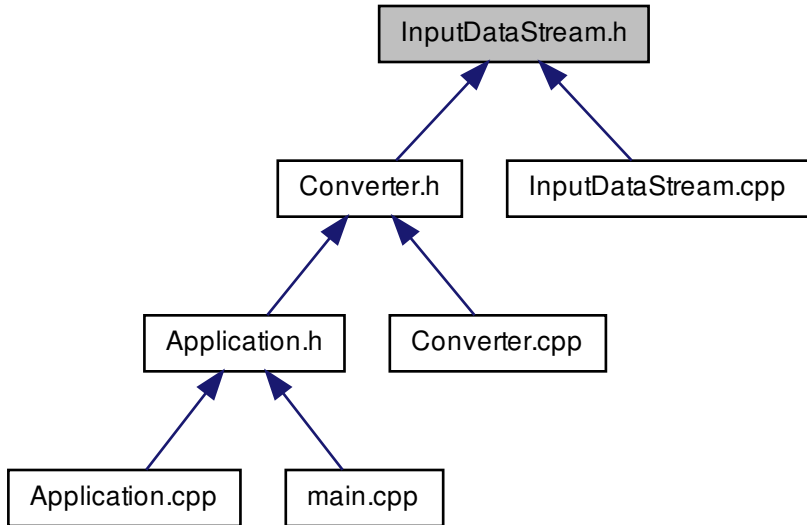 InputDataStream.h
Converter.h
InputDataStream.cpp
Application.h
Converter.cpp
Application.cpp
main.cpp